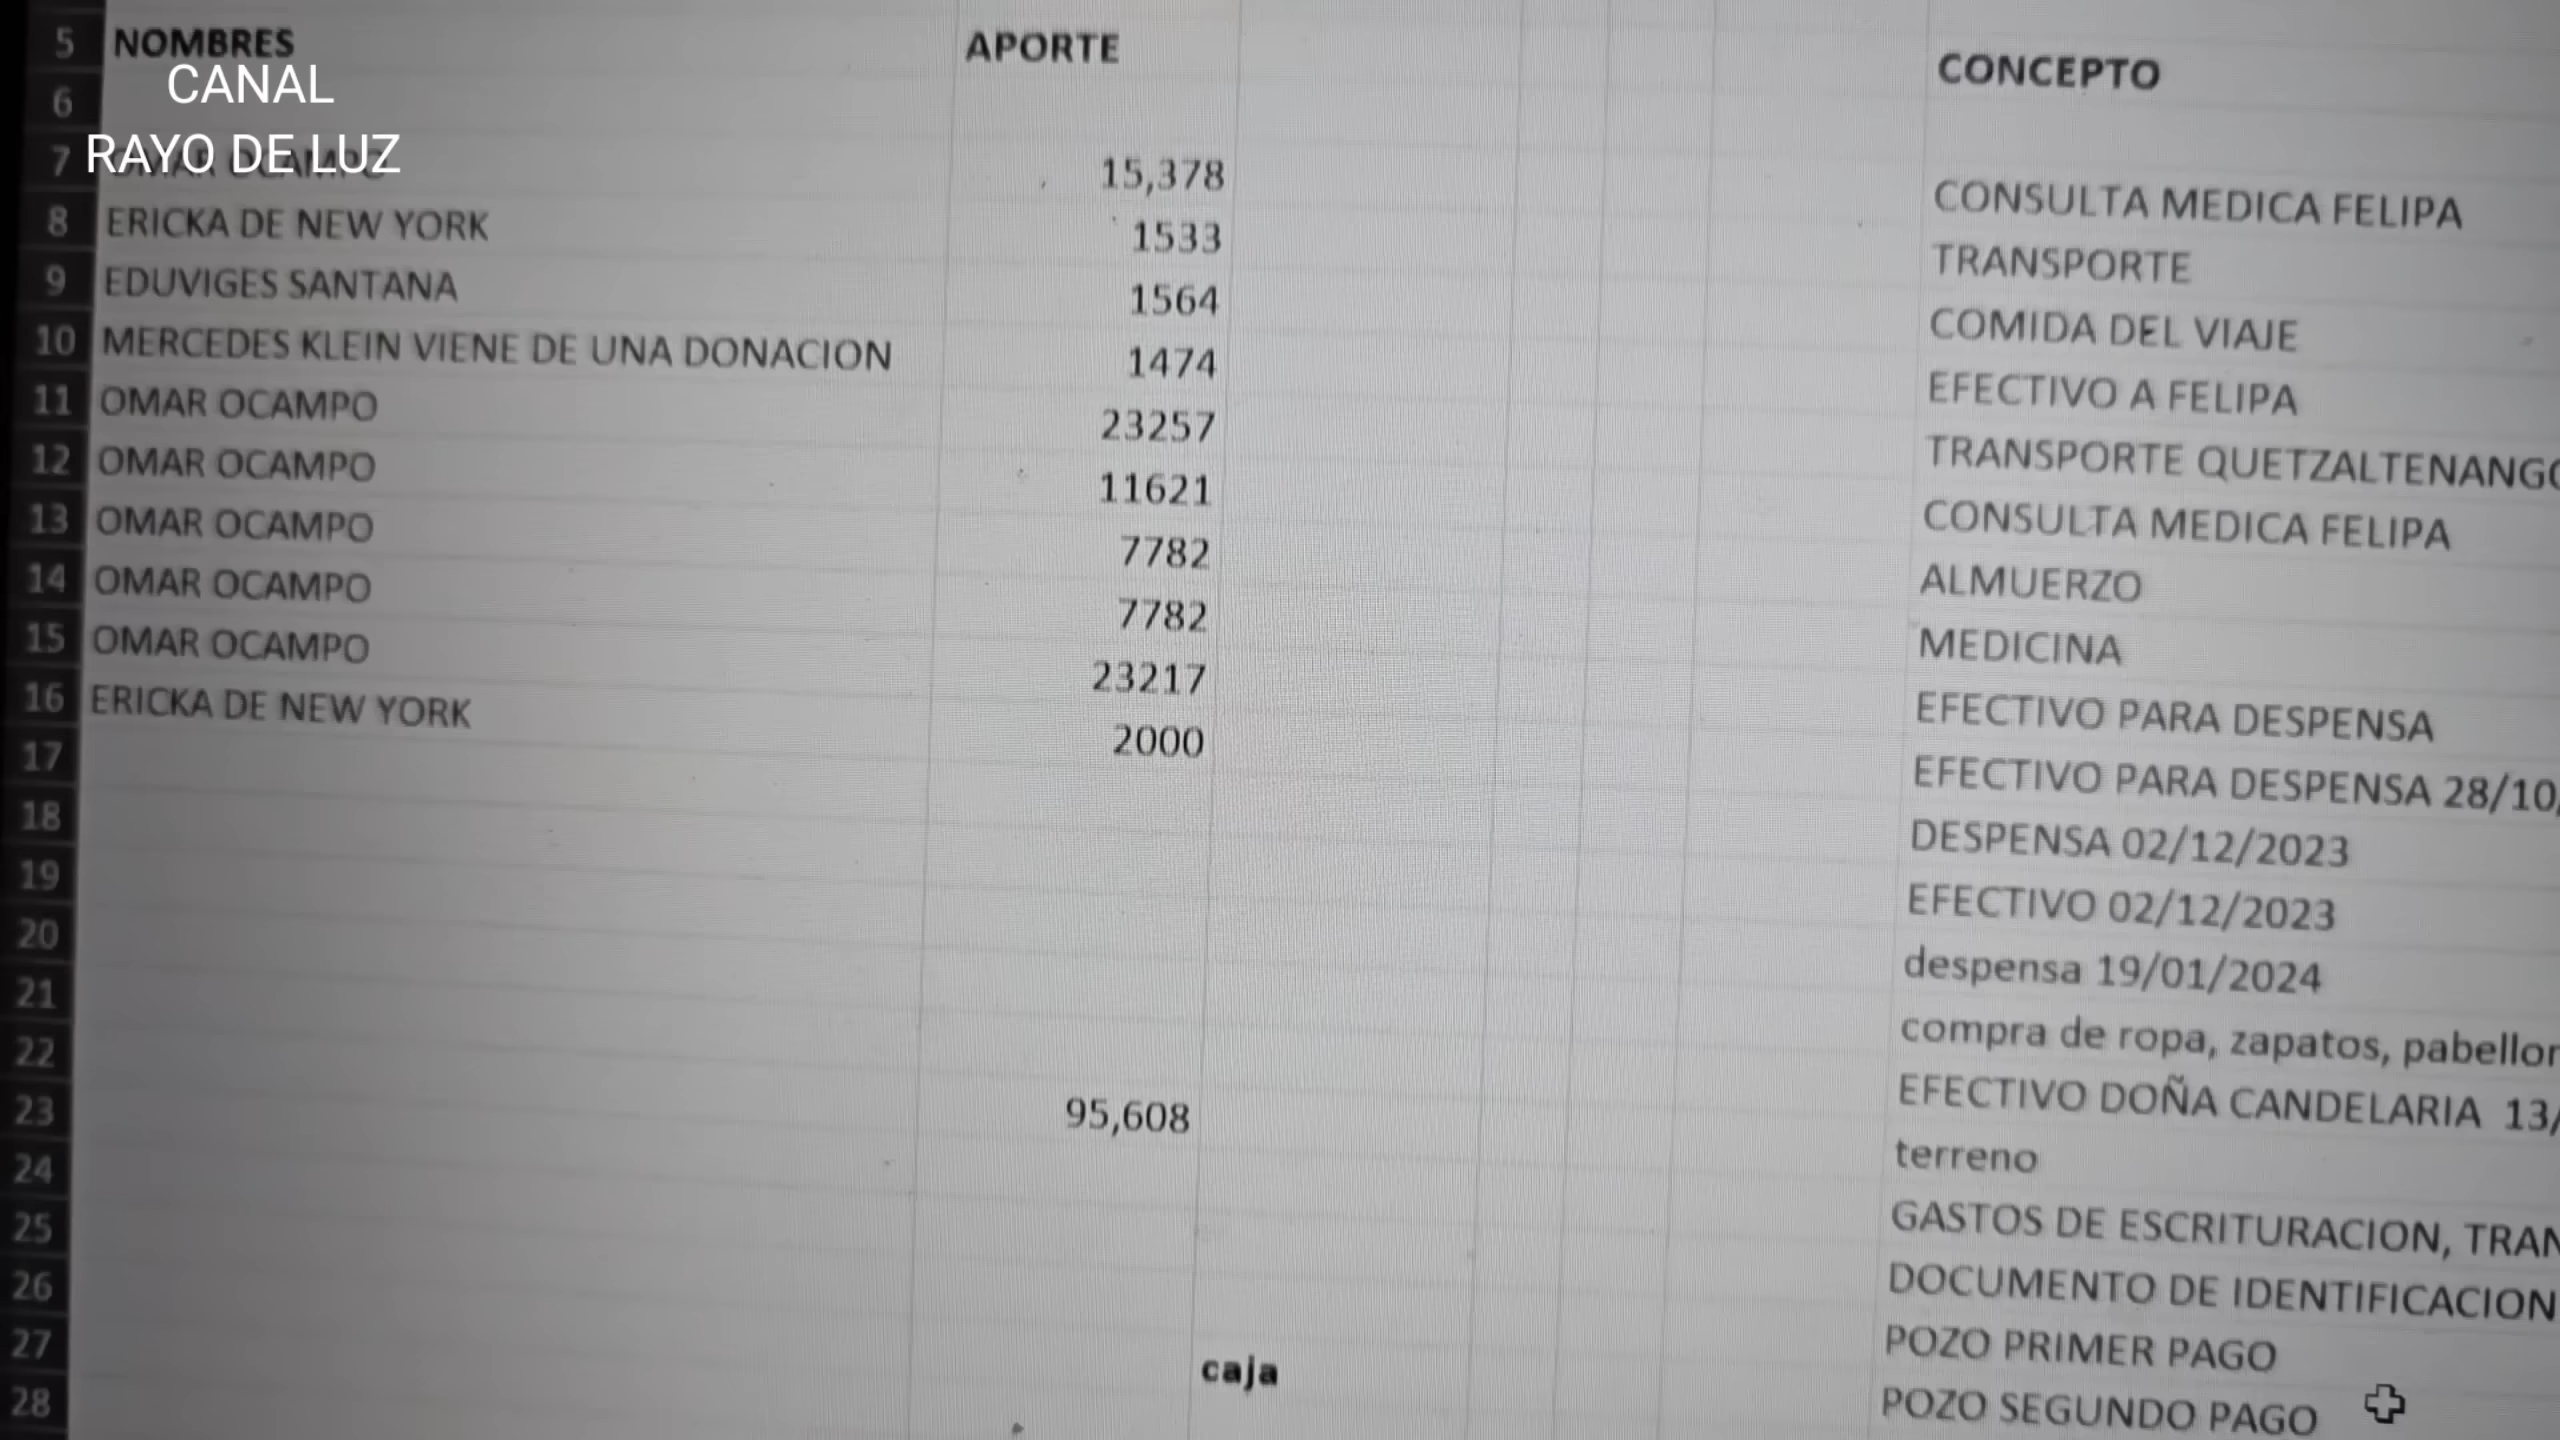 5 NOMBRES APORTE CONCEPTO
CANAL
6
RAYO DE LUZ
7 OMAR OCAMPO 15,378 CONSULTA MEDICA FELIPA
8 ERICKA DE NEW YORK 1533 TRANSPORTE
9 EDUVIGES SANTANA 1564 COMIDA DEL VIAJE
10 MERCEDES KLEIN VIENE DE UNA DONACION 1474 EFECTIVO A FELIPA
11 OMAR OCAMPO 23257 TRANSPORTE QUETZALTENANGO
12 OMAR OCAMPO 11621 CONSULTA MEDICA FELIPA
13 OMAR OCAMPO 7782 ALMUERZO
14 OMAR OCAMPO 7782 MEDICINA
15 OMAR OCAMPO 23217 EFECTIVO PARA DESPENSA
16 ERICKA DE NEW YORK 2000 EFECTIVO PARA DESPENSA 28/10/
17 DESPENSA 02/12/2023
18 EFECTIVO 02/12/2023
19 despensa 19/01/2024
20 compra de ropa, zapatos, pabellon
21 EFECTIVO DOÑA CANDELARIA 13/
22 terreno
23 95,608 GASTOS DE ESCRITURACION, TRAN
24 DOCUMENTO DE IDENTIFICACION
25 POZO PRIMER PAGO
26 POZO SEGUNDO PAGO
27 caja
28